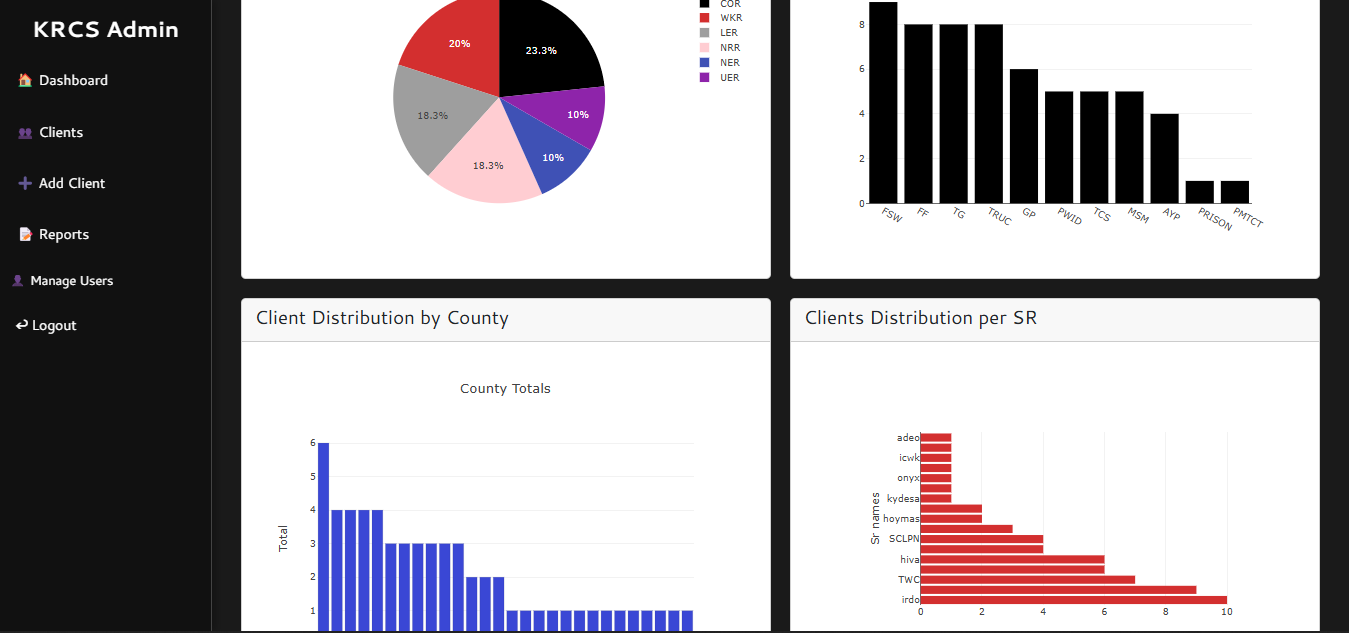 KRCS Admin
Dashboard
Clients
Add Client
Reports
Manage Users
Logout
20%
23.3%
18.3%
10%
18.3%
10%
COR
WKR
LER
NRR
NER
UER
8
6
4
2
0
FSW
FF
TG
TRUC
GP
PWID
TCS
MSM
AYP
PRISON
PMTCT
Client Distribution by County
County Totals
Total
6
5
4
3
2
1
Clients Distribution per SR
Sr names
adeo
icwk
onyx
kydesa
hoymas
SCLPN
hiva
TWC
irdo
0 2 4 6 8 10